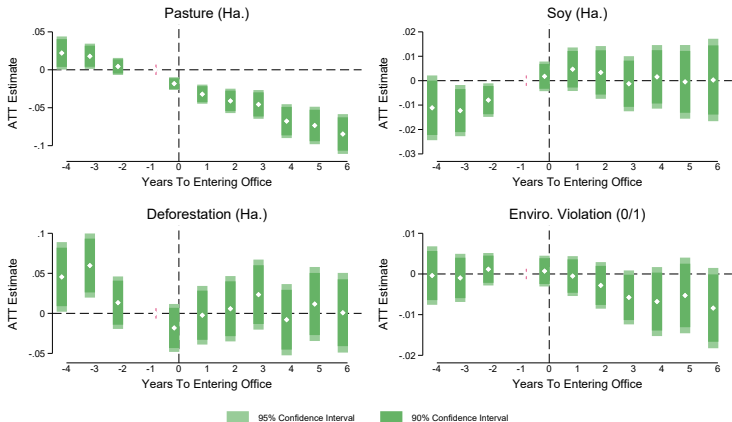 Pasture (Ha.)
ATT Estimate
.05
0
-.05
-.1
-4 -3 -2 -1 0 1 2 3 4 5 6
Years To Entering Office
Soy (Ha.)
ATT Estimate
.02
.01
0
-.01
-.02
-.03
-4 -3 -2 -1 0 1 2 3 4 5 6
Years To Entering Office
Deforestation (Ha.)
ATT Estimate
.1
.05
0
-.05
-4 -3 -2 -1 0 1 2 3 4 5 6
Years To Entering Office
Enviro. Violation (0/1)
ATT Estimate
.01
0
-.01
-.02
-4 -3 -2 -1 0 1 2 3 4 5 6
Years To Entering Office
95% Confidence Interval
90% Confidence Interval